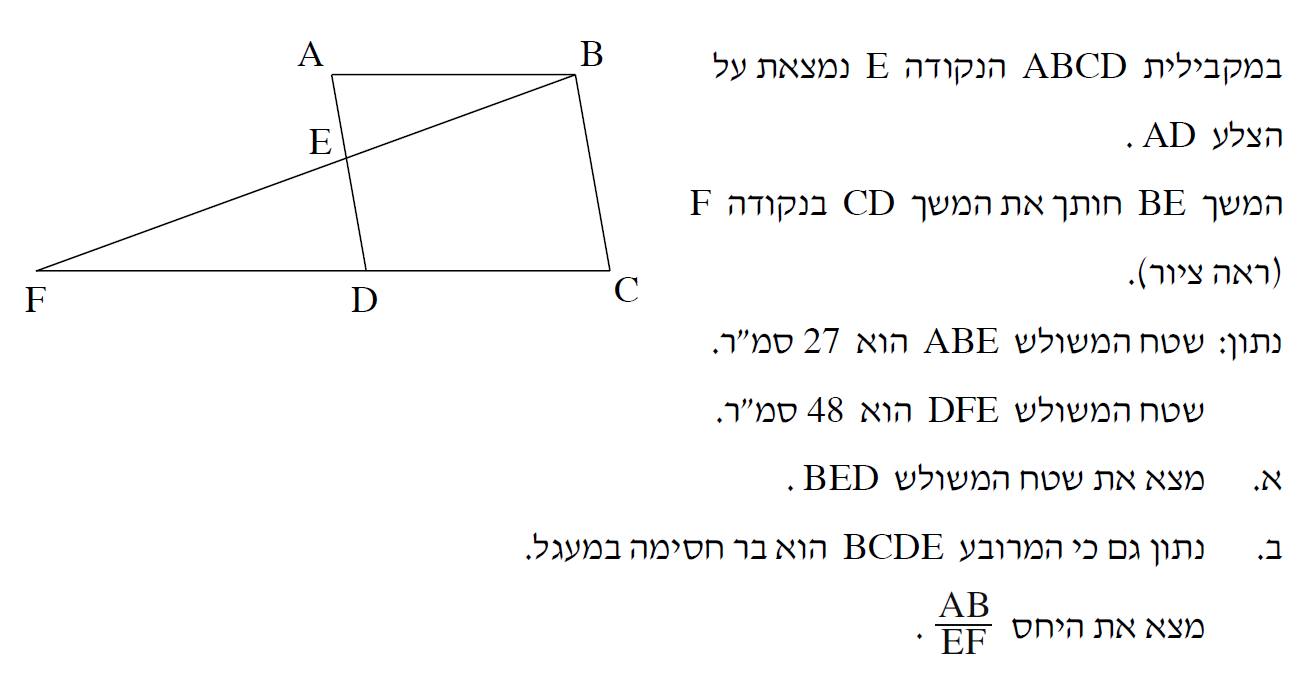 במקבילית ABCD הנקודה E נמצאת על
הצלע AD .
המשך BE חותך את המשך CD בנקודה F
(ראה ציור).
נתון: שטח המשולש ABE הוא 27 סמ״ר.
שטח המשולש DFE הוא 48 סמ״ר.
א. מצא את שטח המשולש BED .
ב. נתון גם כי המרובע BCDE הוא בר חסימה במעגל.
מצא את היחס AB/EF .
A B
E
F D C